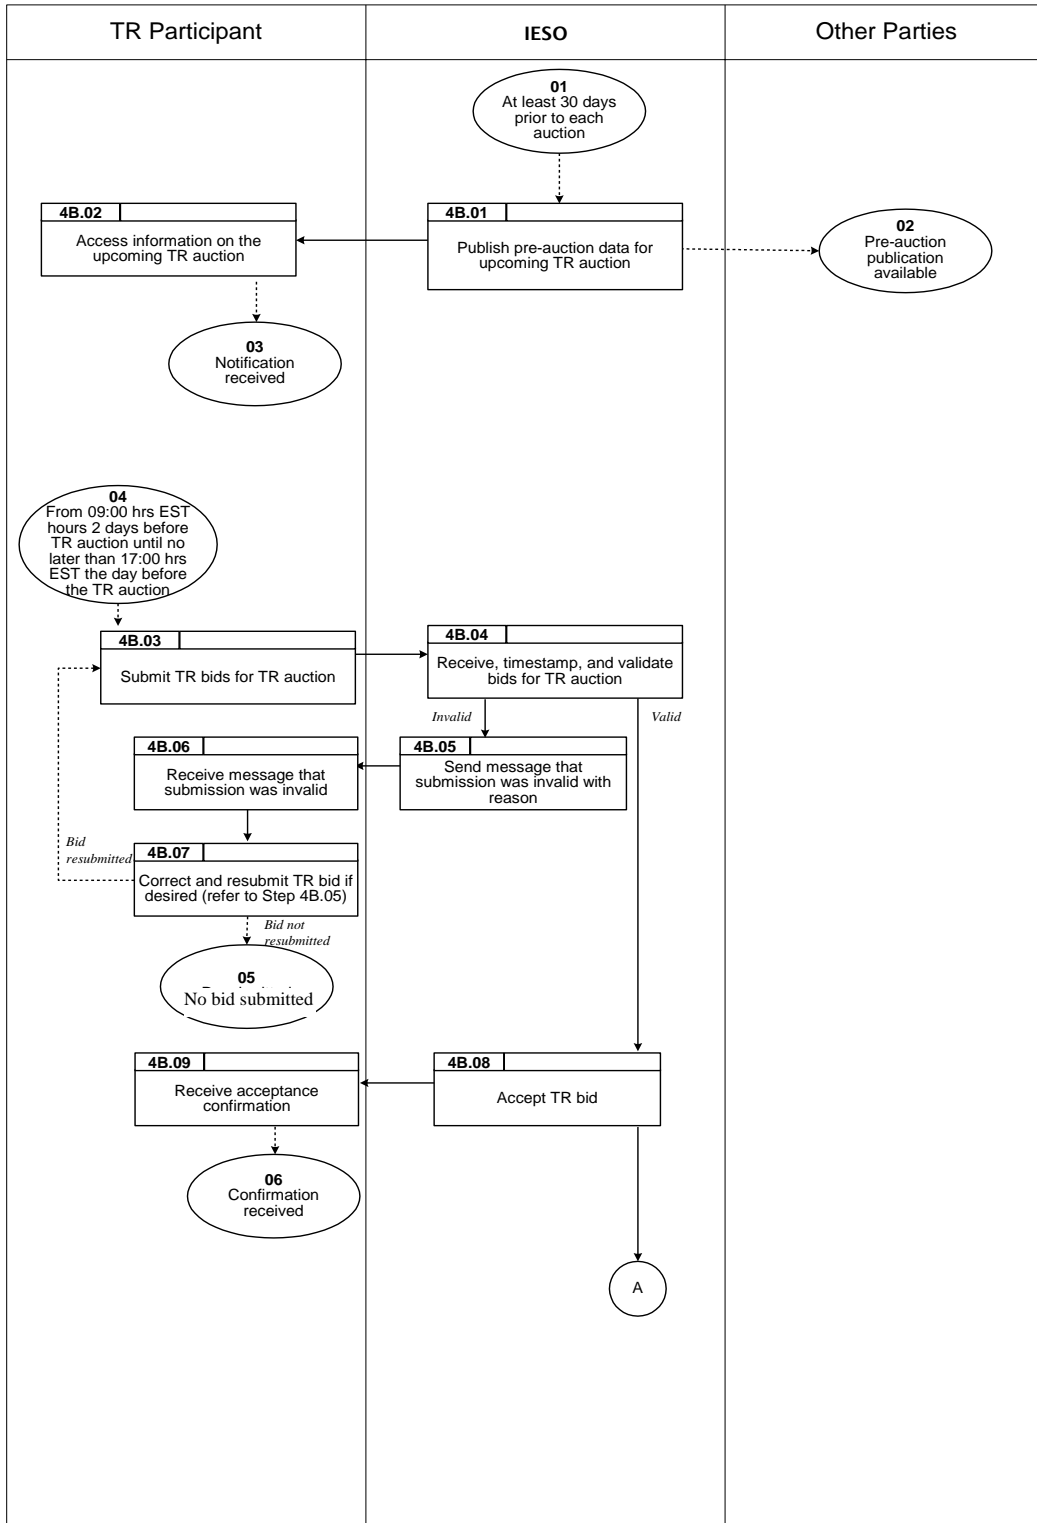 TR Participant
IESO
Other Parties
01
At least 30 days
prior to each
auction
4B.02
Access information on the
upcoming TR auction
4B.01
Publish pre-auction data for
upcoming TR auction
02
Pre-auction
publication
available
03
Notification
received
04
From 09:00 hrs EST
hours 2 days before
TR auction until no
later than 17:00 hrs
EST the day before
the TR auction
4B.03
Submit TR bids for TR auction
4B.04
Receive, timestamp, and validate
bids for TR auction
Invalid
Valid
4B.06
Receive message that
submission was invalid
4B.05
Send message that
submission was invalid with
reason
Bid
resubmitted
4B.07
Correct and resubmit TR bid if
desired (refer to Step 4B.05)
Bid not
resubmitted
05
No bid submitted
4B.09
Receive acceptance
confirmation
4B.08
Accept TR bid
06
Confirmation
received
A